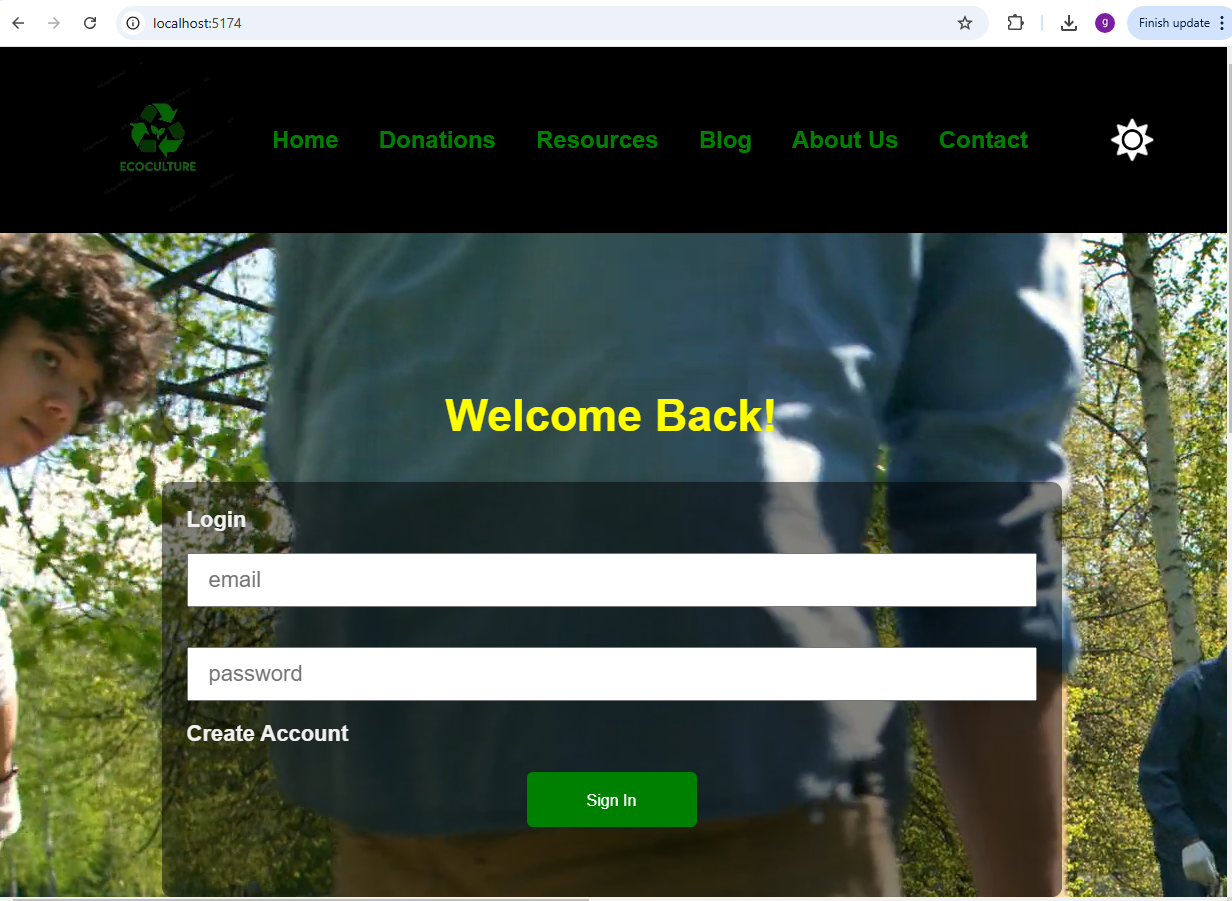 localhost:5174
g
Finish update
ECOCULTURE
Home Donations Resources Blog About Us Contact
Welcome Back!
Login
email
password
Create Account
Sign In